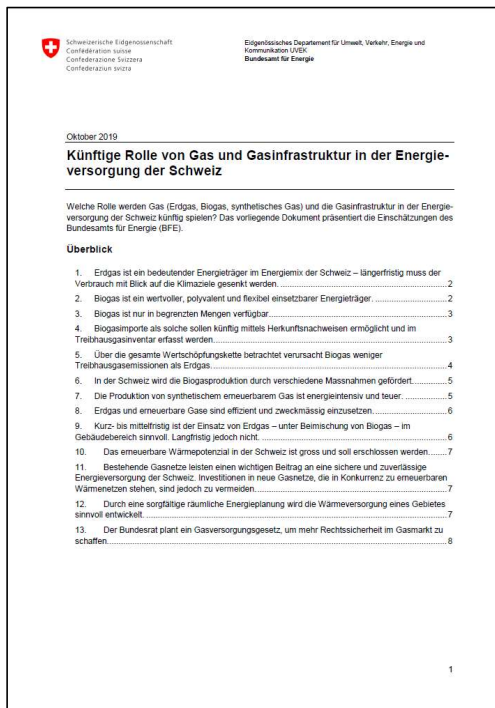 Schweizerische Eidgenossenschaft
Confédération suisse
Confederazione Svizzera
Confederaziun svizra
Eidgenössisches Departement für Umwelt, Verkehr, Energie und
Kommunikation UVEK
Bundesamt für Energie
Oktober 2019
Künftige Rolle von Gas und Gasinfrastruktur in der Energie-
versorgung der Schweiz
Welche Rolle werden Gas (Erdgas, Biogas, synthetisches Gas) und die Gasinfrastruktur in der Energie-
versorgung der Schweiz künftig spielen? Das vorliegende Dokument präsentiert die Einschätzungen des
Bundesamts für Energie (BFE).
Überblick
1. Erdgas ist ein bedeutender Energieträger im Energiemix der Schweiz – längerfristig muss der
Verbrauch mit Blick auf die Klimaziele gesenkt werden. 2
2. Biogas ist ein wertvoller, polyvalent und flexibel einsetzbarer Energieträger. 2
3. Biogas ist nur in begrenzten Mengen verfügbar 3
4. Biogasimporte als solche sollen künftig mittels Herkunftsnachweisen ermöglicht und im
Treibhausgasinventar erfasst werden. 3
5. Über die gesamte Wertschöpfungskette betrachtet verursacht Biogas weniger
Treibhausgasemissionen als Erdgas. 4
6. In der Schweiz wird die Biogasproduktion durch verschiedene Massnahmen gefördert. 5
7. Die Produktion von synthetischem erneuerbarem Gas ist energieintensiv und teuer. 5
8. Erdgas und erneuerbare Gase sind effizient und zweckmässig einzusetzen. 6
9. Kurz- bis mittelfristig ist der Einsatz von Erdgas – unter Beimischung von Biogas – im
Gebäudebereich sinnvoll. Langfristig jedoch nicht. 6
10. Das erneuerbare Wärmepotenzial in der Schweiz ist gross und soll erschlossen werden. 7
11. Bestehende Gasnetze leisten einen wichtigen Beitrag an eine sichere und zuverlässige
Energieversorgung der Schweiz. Investitionen in neue Gasnetze, die in Konkurrenz zu erneuerbaren
Wärmenetzen stehen, sind jedoch zu vermeiden. 7
12. Durch eine sorgfältige räumliche Energieplanung wird die Wärmeversorgung eines Gebietes
sinnvoll entwickelt. 7
13. Der Bundesrat plant ein Gasversorgungsgesetz, um mehr Rechtssicherheit im Gasmarkt zu
schaffen. 8
1